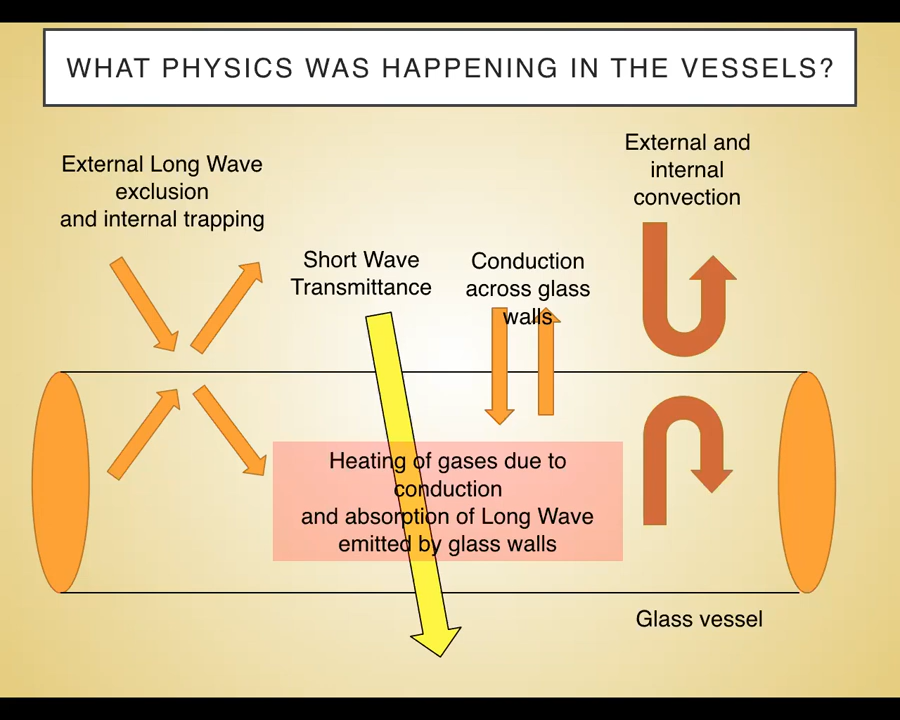 WHAT PHYSICS WAS HAPPENING IN THE VESSELS?
External Long Wave
exclusion
and internal trapping
Short Wave
Transmittance
Conduction
across glass
walls
External and
internal
convection
Heating of gases due to
conduction
and absorption of Long Wave
emitted by glass walls
Glass vessel